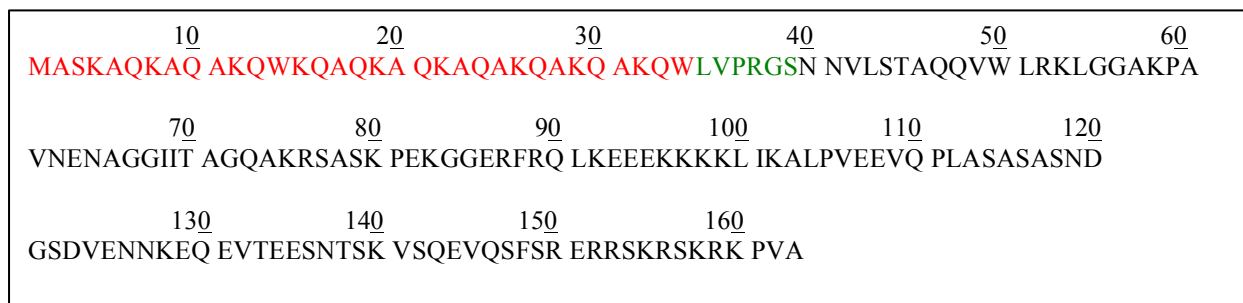 10 20 30 40 50 60
MASKAQKAQ AKQWKQAQKA QKAQAKQAKQ AKQWLVPRGSN NVLSTAQQVW LRKLGGAKPA
70 80 90 100 110 120
VNENAGGIIT AGQAKRSASK PEKGGERFRQ LKEEEKKKKL IKALPVEEVQ PLASASASND
130 140 150 160
GSDVENNKEQ EVTEESNTSK VSQEVQSFSR ERRSKRSKRK PVA